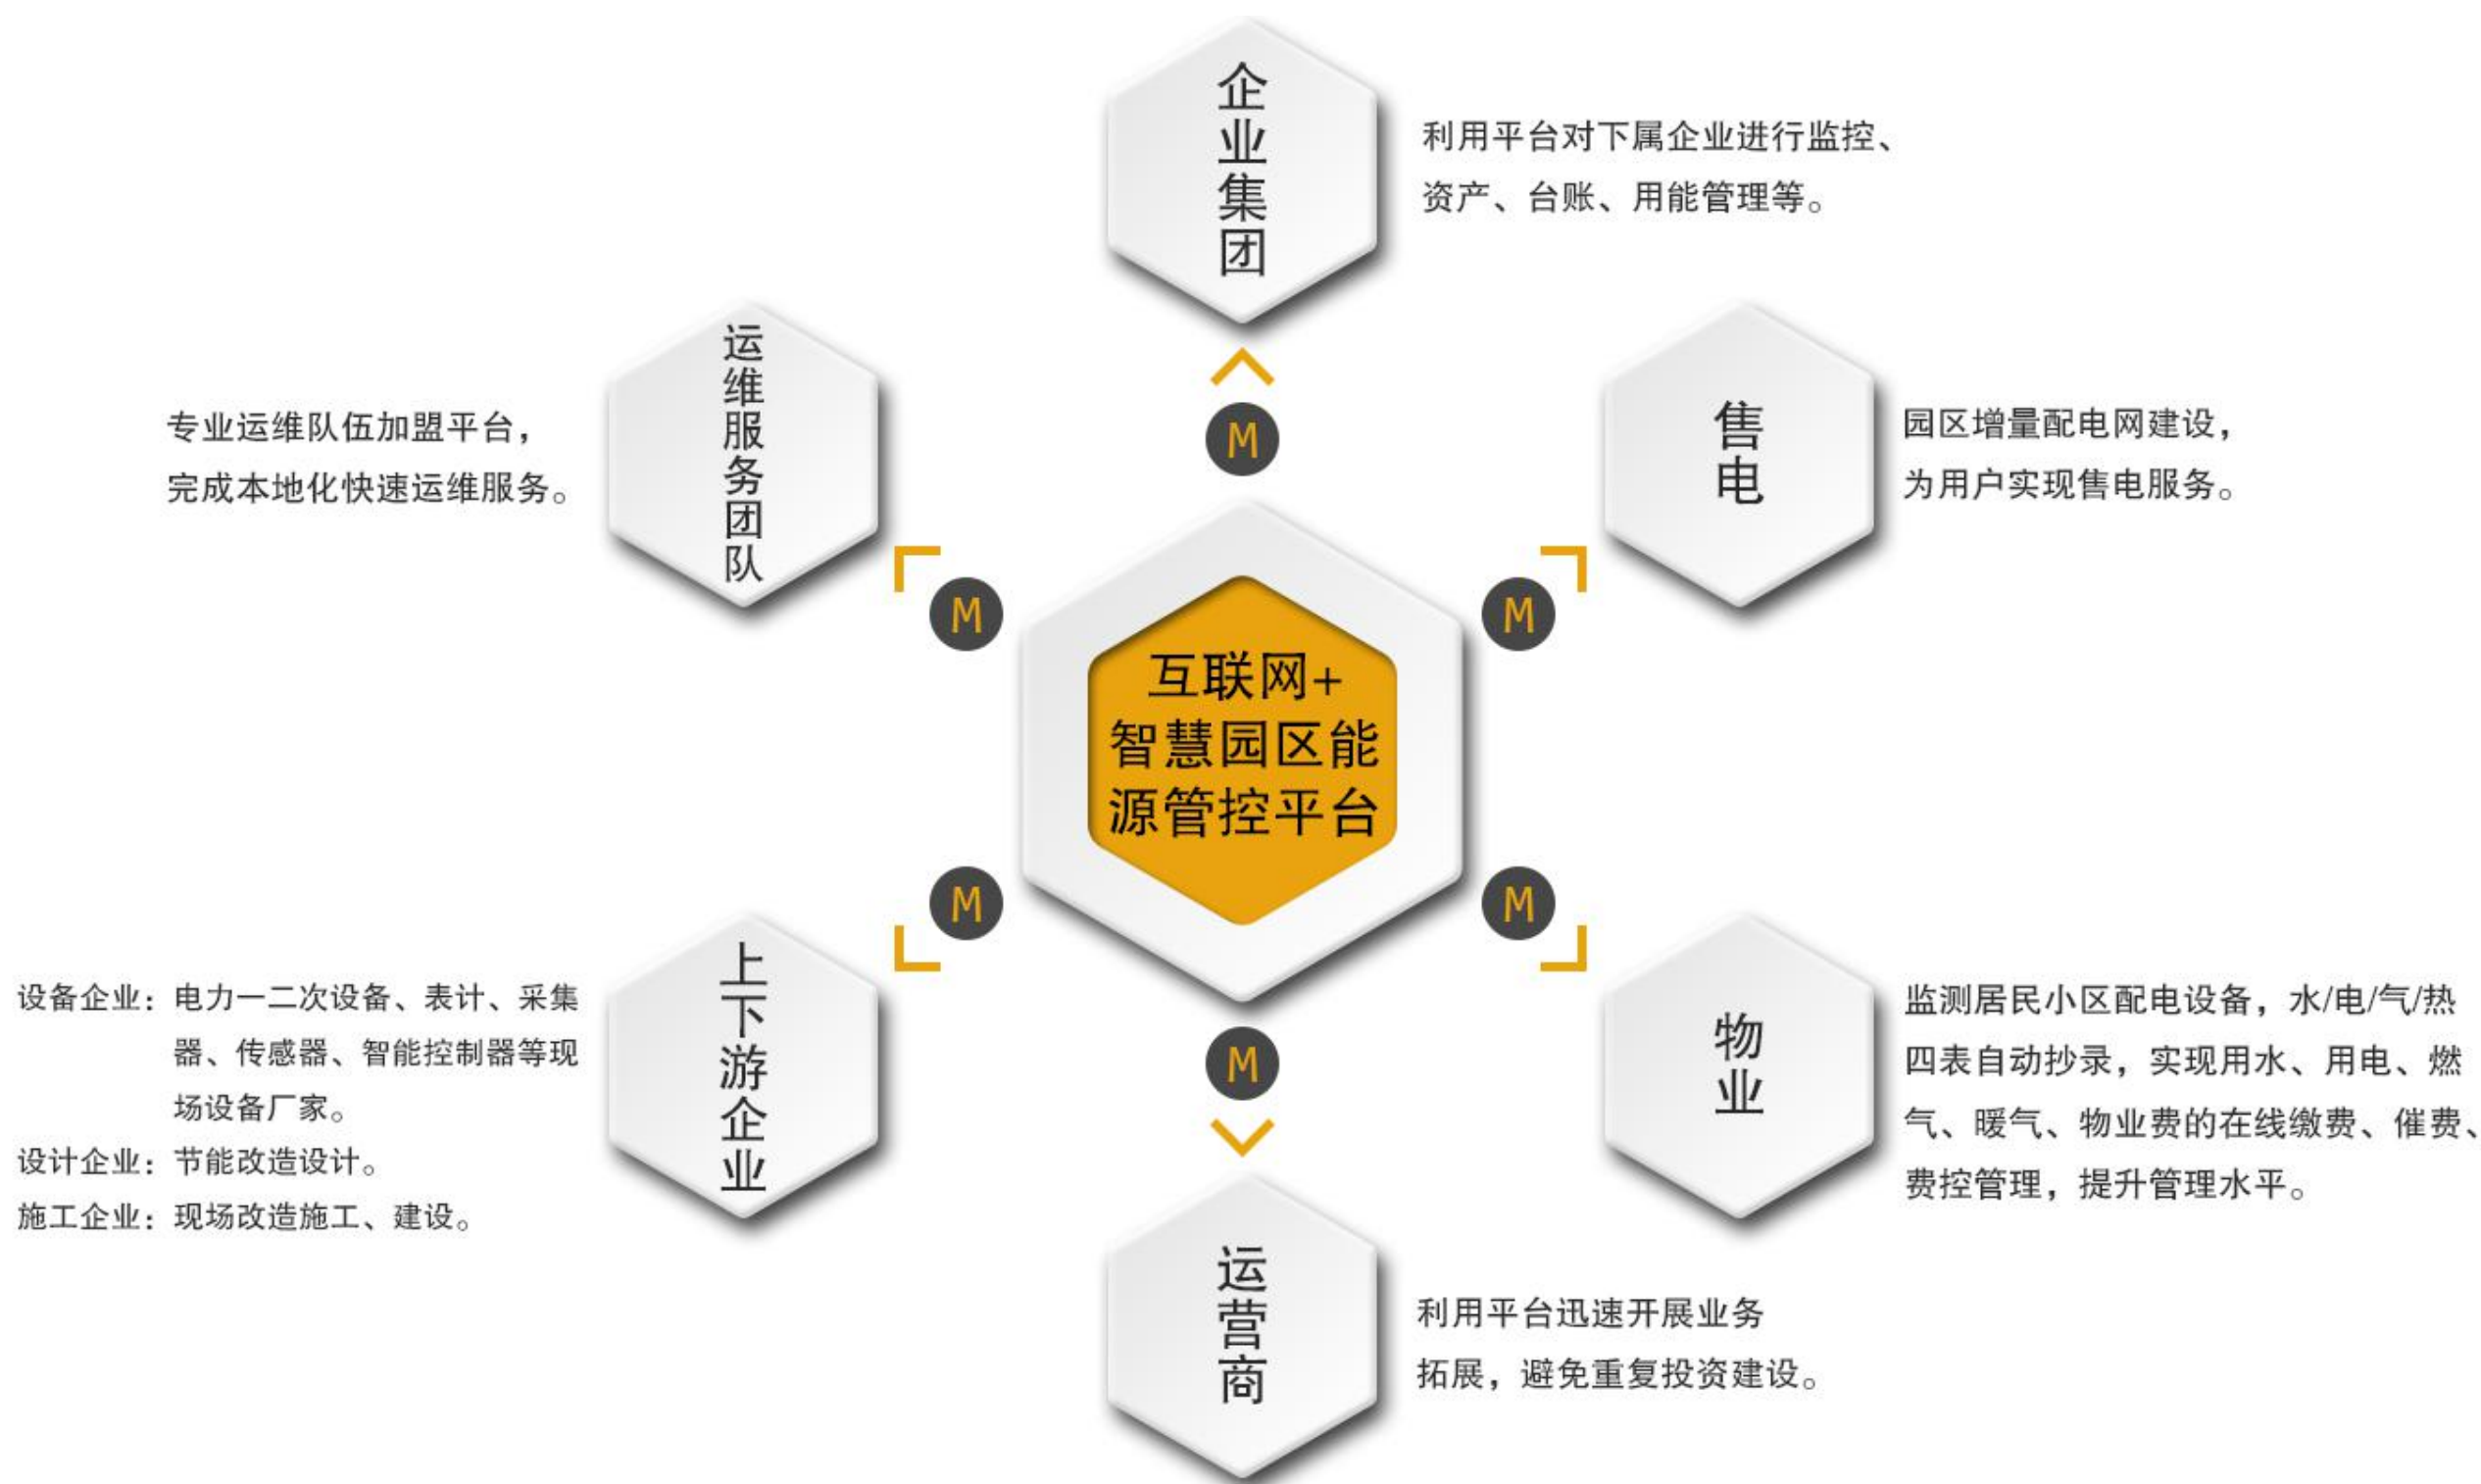 企业集团
利用平台对下属企业进行监控、
资产、台账、用能管理等。
运维服务团队
专业运维队伍加盟平台，
完成本地化快速运维服务。
售电
园区增量配电网建设，
为用户实现售电服务。
M
M
M
互联网+
智慧园区能
源管控平台
M
M
M
上下游企业
设备企业：电力一二次设备、表计、采集
器、传感器、智能控制器等现
场设备厂家。
设计企业：节能改造设计。
施工企业：现场改造施工、建设。
物业
监测居民小区配电设备，水/电/气/热
四表自动抄录，实现用水、用电、燃
气、暖气、物业费的在线缴费、催费、
费控管理，提升管理水平。
运营商
利用平台迅速开展业务
拓展，避免重复投资建设。